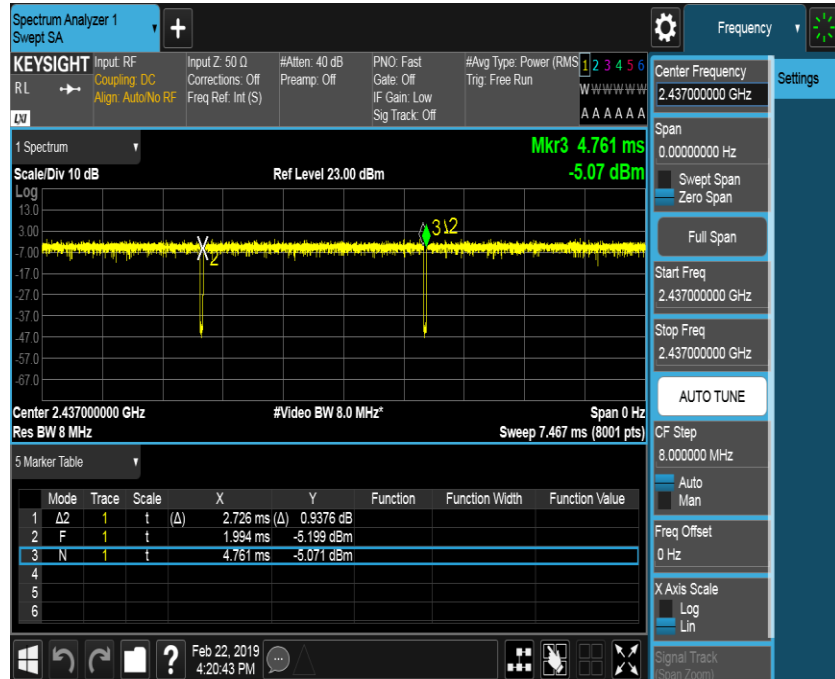 Spectrum Analyzer 1
Swept SA
+
Frequency
KEYSIGHT
RL
LXI
Input: RF
Coupling: DC
Align: Auto/No RF
Input Z: 50 Ω
Corrections: Off
Freq Ref: Int (S)
#Atten: 40 dB
Preamp: Off
PNO: Fast
Gate: Off
IF Gain: Low
Sig Track: Off
#Avg Type: Power (RMS
Trig: Free Run
1 2 3 4 5 6
W W W W W W
A A A A A A
Center Frequency
2.437000000 GHz
Settings
Span
0.00000000 Hz
Swept Span
Zero Span
Full Span
Start Freq
2.437000000 GHz
Stop Freq
2.437000000 GHz
AUTO TUNE
CF Step
8.000000 MHz
Auto
Man
Freq Offset
0 Hz
X Axis Scale
Log
Lin
Signal Track
(Span Zoom)
1 Spectrum
Mkr3 4.761 ms
-5.07 dBm
Scale/Div 10 dB
Ref Level 23.00 dBm
Log
13.0
3.00
-7.00
-17.0
-27.0
-37.0
-47.0
-57.0
-67.0
2
3 1Δ2
Center 2.437000000 GHz
#Video BW 8.0 MHz*
Span 0 Hz
Res BW 8 MHz
Sweep 7.467 ms (8001 pts)
5 Marker Table
Mode Trace Scale X Y Function Function Width Function Value
1 Δ2 1 t (Δ) 2.726 ms (Δ) 0.9376 dB
2 F 1 t 1.994 ms -5.199 dBm
3 N 1 t 4.761 ms -5.071 dBm
4
5
6
?
Feb 22, 2019
4:20:43 PM